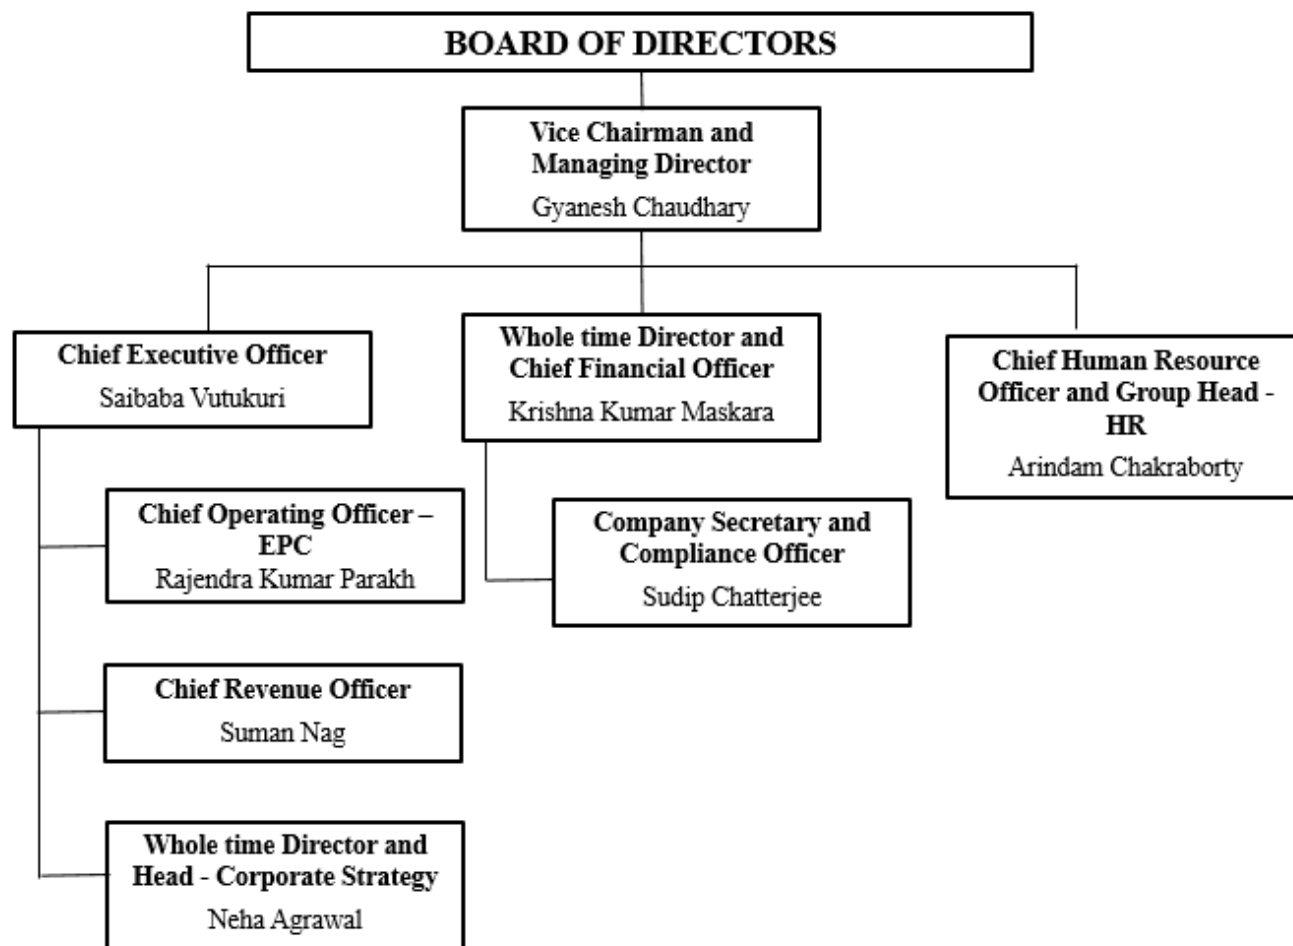 BOARD OF DIRECTORS
Vice Chairman and
Managing Director
Gyanesh Chaudhary
Chief Executive Officer
Saibaba Vutukuri
Whole time Director and
Chief Financial Officer
Krishna Kumar Maskara
Chief Human Resource
Officer and Group Head -
HR
Arindam Chakraborty
Chief Operating Officer –
EPC
Rajendra Kumar Parakh
Company Secretary and
Compliance Officer
Sudip Chatterjee
Chief Revenue Officer
Suman Nag
Whole time Director and
Head - Corporate Strategy
Neha Agrawal